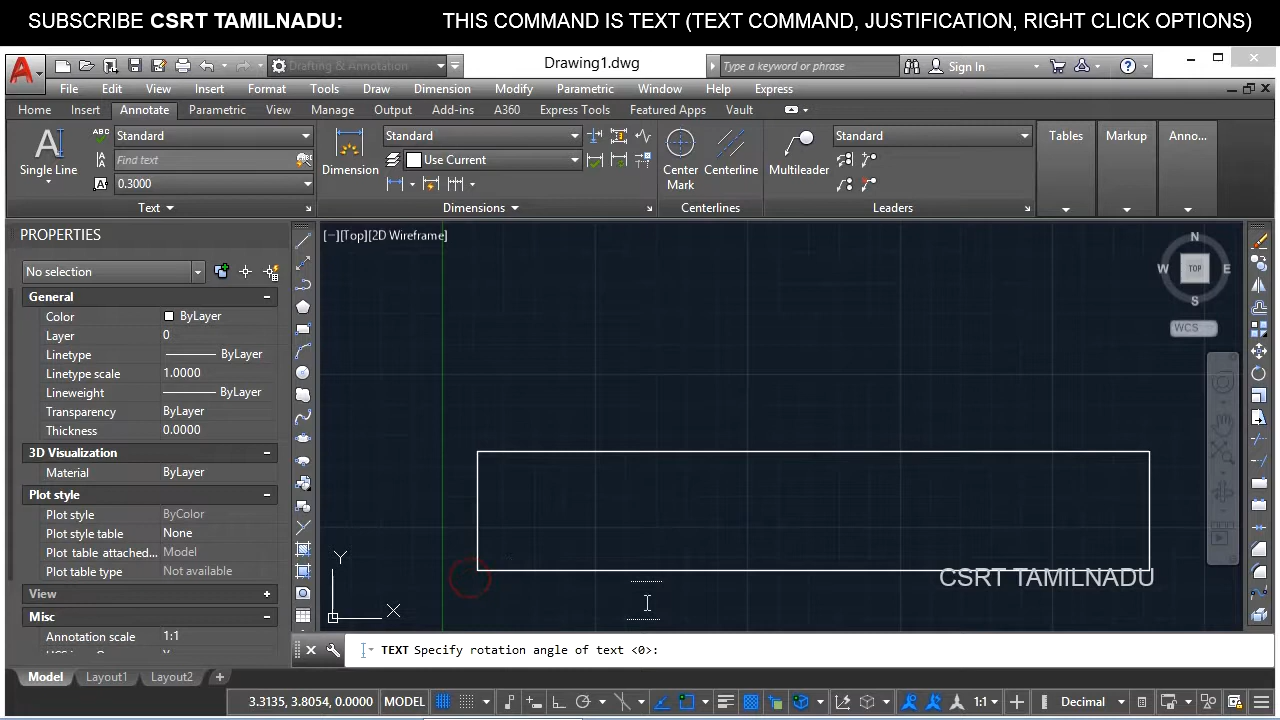 SUBSCRIBE CSRT TAMILNADU: THIS COMMAND IS TEXT (TEXT COMMAND, JUSTIFICATION, RIGHT CLICK OPTIONS)
Drafting & Annotation
Drawing1.dwg
Type a keyword or phrase
Sign In
File Edit View Insert Format Tools Draw Dimension Modify Parametric Window Help Express
Home Insert Annotate Parametric View Manage Output Add-ins A360 Express Tools Featured Apps Vault
Single Line
Standard
Find text
0.3000
Text
Dimension
Standard
Use Current
Dimensions
Center Mark
Centerline
Centerlines
Multileader
Standard
Leaders
Tables
Markup
Anno...
PROPERTIES
No selection
General
Color ByLayer
Layer 0
Linetype ByLayer
Linetype scale 1.0000
Lineweight ByLayer
Transparency ByLayer
Thickness 0.0000
3D Visualization
Material ByLayer
Plot style
Plot style ByColor
Plot style table None
Plot table attached... Model
Plot table type Not available
View
Misc
Annotation scale 1:1
[−][Top][2D Wireframe]
N
W TOP E
S
WCS
Y
X
CSRT TAMILNADU
TEXT Specify rotation angle of text <0>:
Model Layout1 Layout2 +
3.3135, 3.8054, 0.0000 MODEL 1:1 Decimal